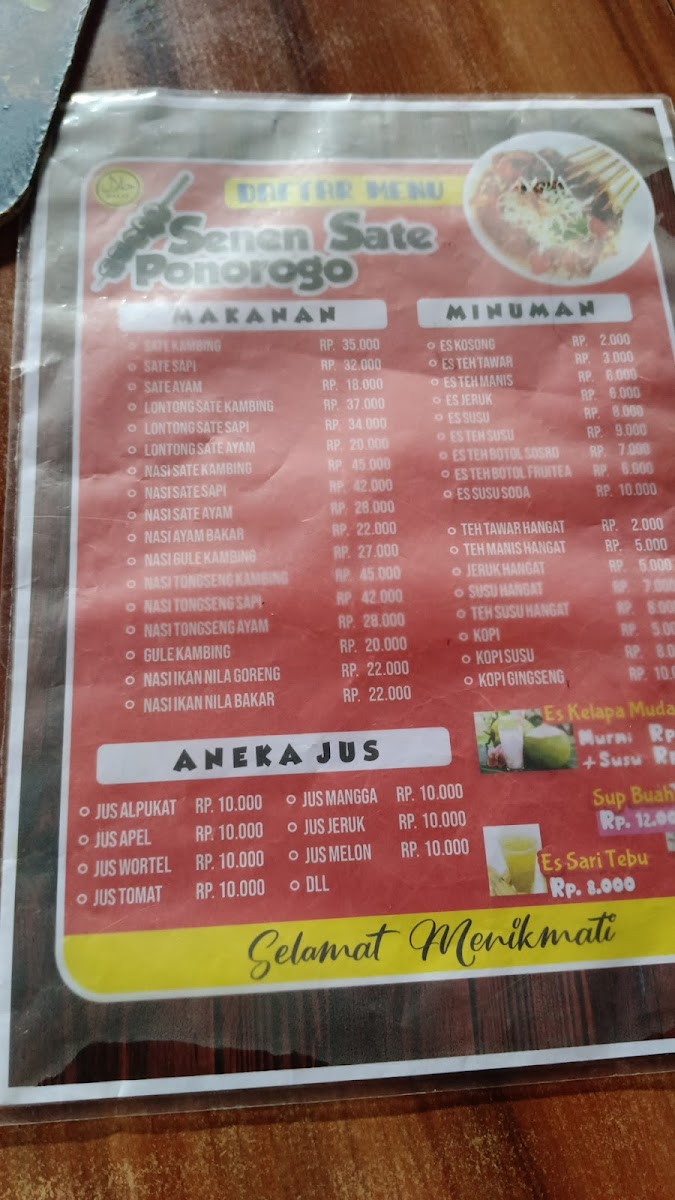 حلال
DAFTAR MENU
Senen Sate
Ponorogo
MAKANAN
SATE KAMBING RP. 35.000
SATE SAPI RP. 32.000
SATE AYAM RP. 18.000
LONTONG SATE KAMBING RP. 37.000
LONTONG SATE SAPI RP. 34.000
LONTONG SATE AYAM RP. 20.000
NASI SATE KAMBING RP. 45.000
NASI SATE SAPI RP. 42.000
NASI SATE AYAM RP. 28.000
NASI AYAM BAKAR RP. 22.000
NASI GULE KAMBING RP. 27.000
NASI TONGSENG KAMBING RP. 45.000
NASI TONGSENG SAPI RP. 42.000
NASI TONGSENG AYAM RP. 28.000
GULE KAMBING RP. 20.000
NASI IKAN NILA GORENG RP. 22.000
NASI IKAN NILA BAKAR RP. 22.000
MINUMAN
ES KOSONG RP. 2.000
ES TEH TAWAR RP. 3.000
ES TEH MANIS RP. 6.000
ES JERUK RP. 6.000
ES SUSU RP. 8.000
ES TEH SUSU RP. 9.000
ES TEH BOTOL SOSRO RP. 7.000
ES TEH BOTOL FRUITEA RP. 6.000
ES SUSU SODA RP. 10.000
TEH TAWAR HANGAT RP. 2.000
TEH MANIS HANGAT RP. 5.000
JERUK HANGAT RP. 5.000
SUSU HANGAT RP. 7.000
TEH SUSU HANGAT RP. 8.000
KOPI RP. 5.00
KOPI SUSU RP. 8.0
KOPI GINGSENG RP. 10.0
Es Kelapa Muda
Murni Rp
+ Susu
Sup Buah
Rp. 12.00
Es Sari Tebu
Rp. 8.000
ANEKA JUS
JUS ALPUKAT RP. 10.000
JUS APEL RP. 10.000
JUS WORTEL RP. 10.000
JUS TOMAT RP. 10.000
JUS MANGGA RP. 10.000
JUS JERUK RP. 10.000
JUS MELON RP. 10.000
DLL
Selamat Menikmati